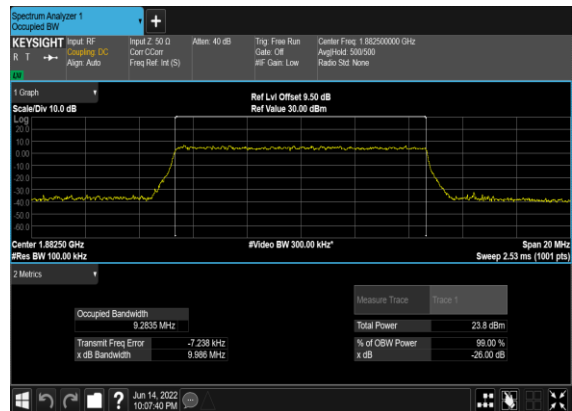 Spectrum Analyzer 1
Occupied BW
KEYSIGHT Input: RF Input Z: 50 Ω Atten: 40 dB Trig: Free Run Center Freq: 1.882500000 GHz
R T Coupling: DC Corr CCorr Gate: Off Avg|Hold: 500/500
Align: Auto Freq Ref: Int (S) #IF Gain: Low Radio Std: None
LW
1 Graph Ref Lvl Offset 9.50 dB
Scale/Div 10.0 dB Ref Value 30.00 dBm
Log
20.0
10.0
0.00
-10.0
-20.0
-30.0
-40.0
-50.0
-60.0
Center 1.88250 GHz #Video BW 300.00 kHz* Span 20 MHz
#Res BW 100.00 kHz Sweep 2.53 ms (1001 pts)
2 Metrics
Measure Trace Trace 1
Occupied Bandwidth
9.2835 MHz Total Power 23.8 dBm
Transmit Freq Error -7.238 kHz % of OBW Power 99.00 %
x dB Bandwidth 9.986 MHz x dB -26.00 dB
Jun 14, 2022
10:07:40 PM